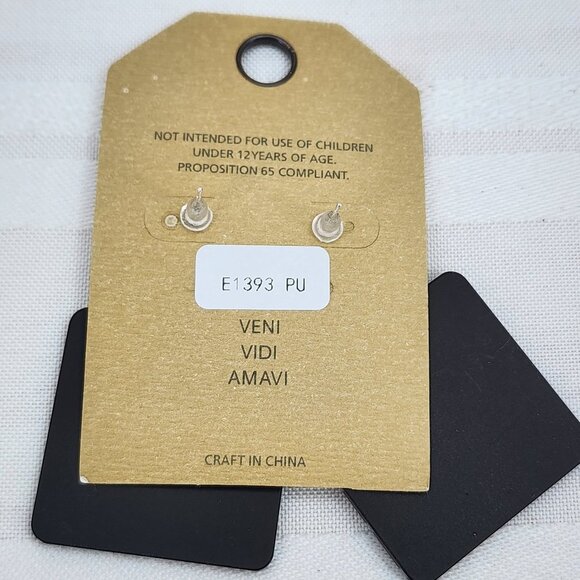 NOT INTENDED FOR USE OF CHILDREN
UNDER 12YEARS OF AGE.
PROPOSITION 65 COMPLIANT.
E1393 PU
VENI
VIDI
AMAVI
CRAFT IN CHINA